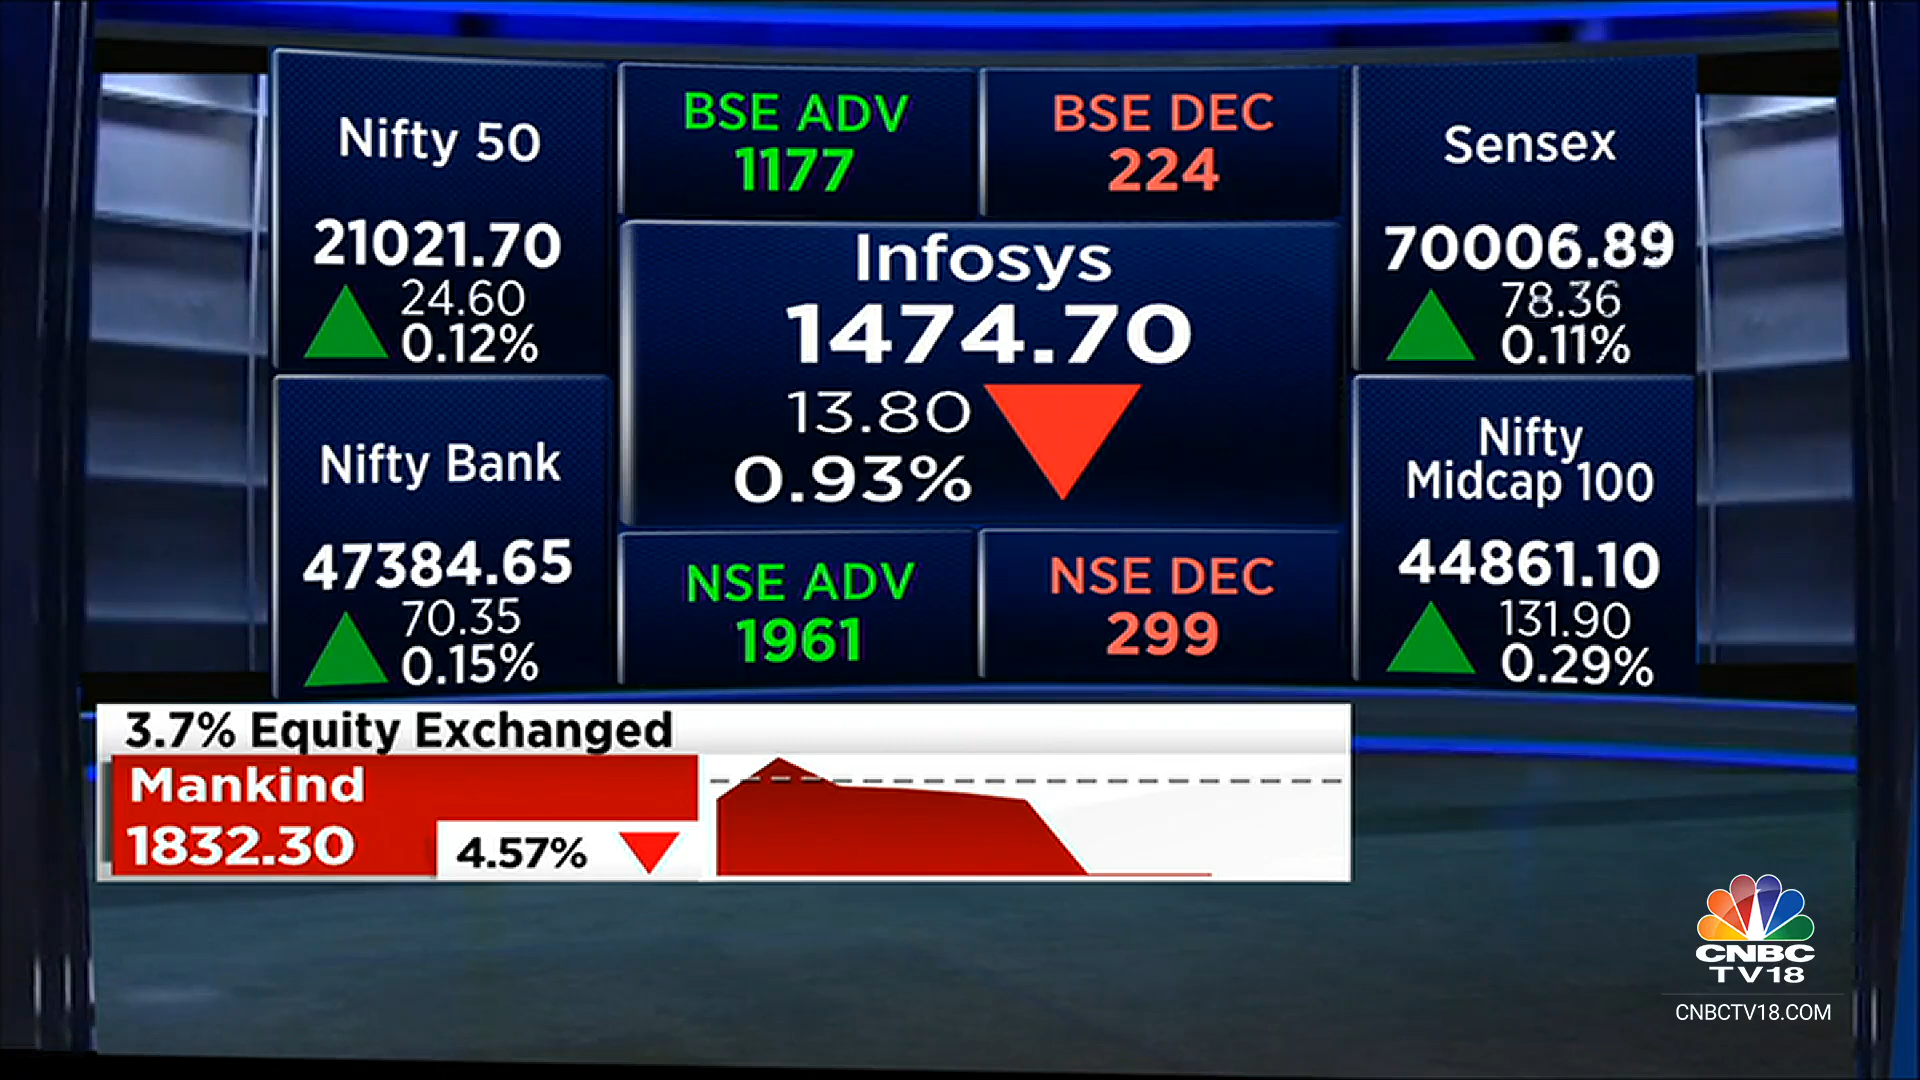 Nifty 50
21021.70
24.60
0.12%
BSE ADV
1177
BSE DEC
224
Sensex
70006.89
78.36
0.11%
Infosys
1474.70
13.80
0.93%
Nifty Bank
47384.65
70.35
0.15%
NSE ADV
1961
NSE DEC
299
Nifty
Midcap 100
44861.10
131.90
0.29%
3.7% Equity Exchanged
Mankind
1832.30
4.57%
CNBC
TV18
CNBCTV18.COM